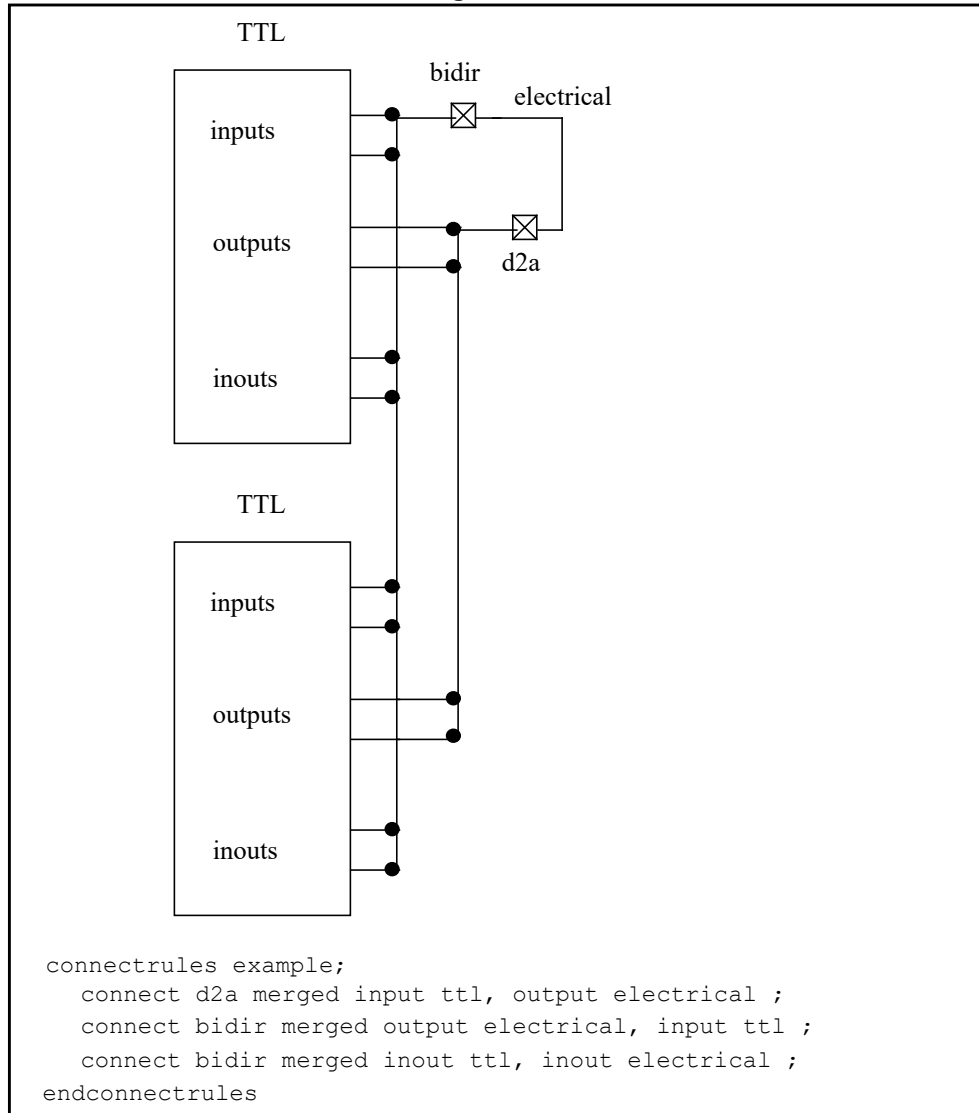 TTL
bidir
electrical
inputs
outputs
d2a
inouts
TTL
inputs
outputs
inouts
connectrules example;
connect d2a merged input ttl, output electrical ;
connect bidir merged output electrical, input ttl ;
connect bidir merged inout ttl, inout electrical ;
endconnectrules